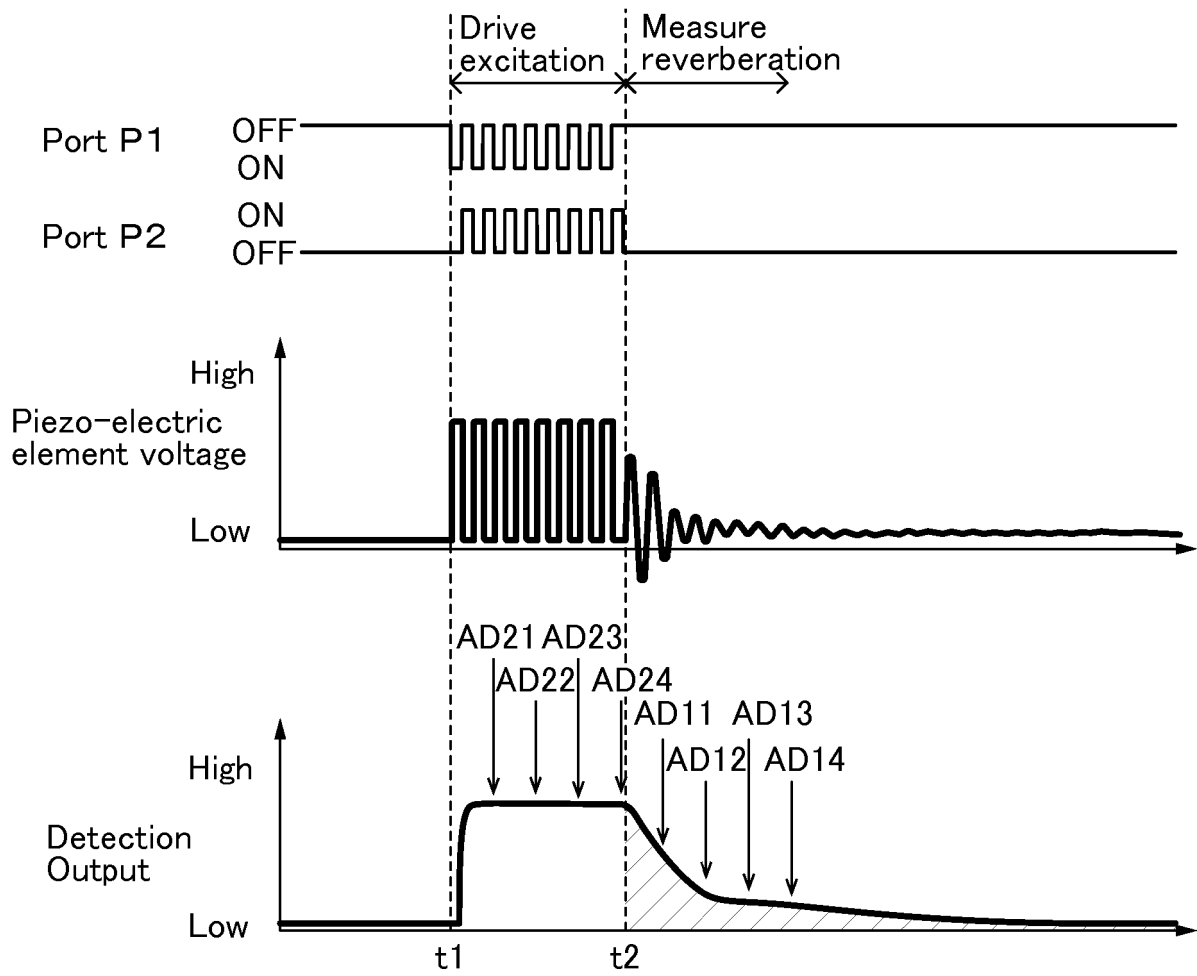 Drive
excitation
Measure
reverberation
Port P1
OFF
ON
Port P2
ON
OFF
High
Piezo-electric
element voltage
Low
AD21 AD23
AD22 AD24
AD11 AD13
AD12 AD14
High
Detection
Output
Low
t1 t2